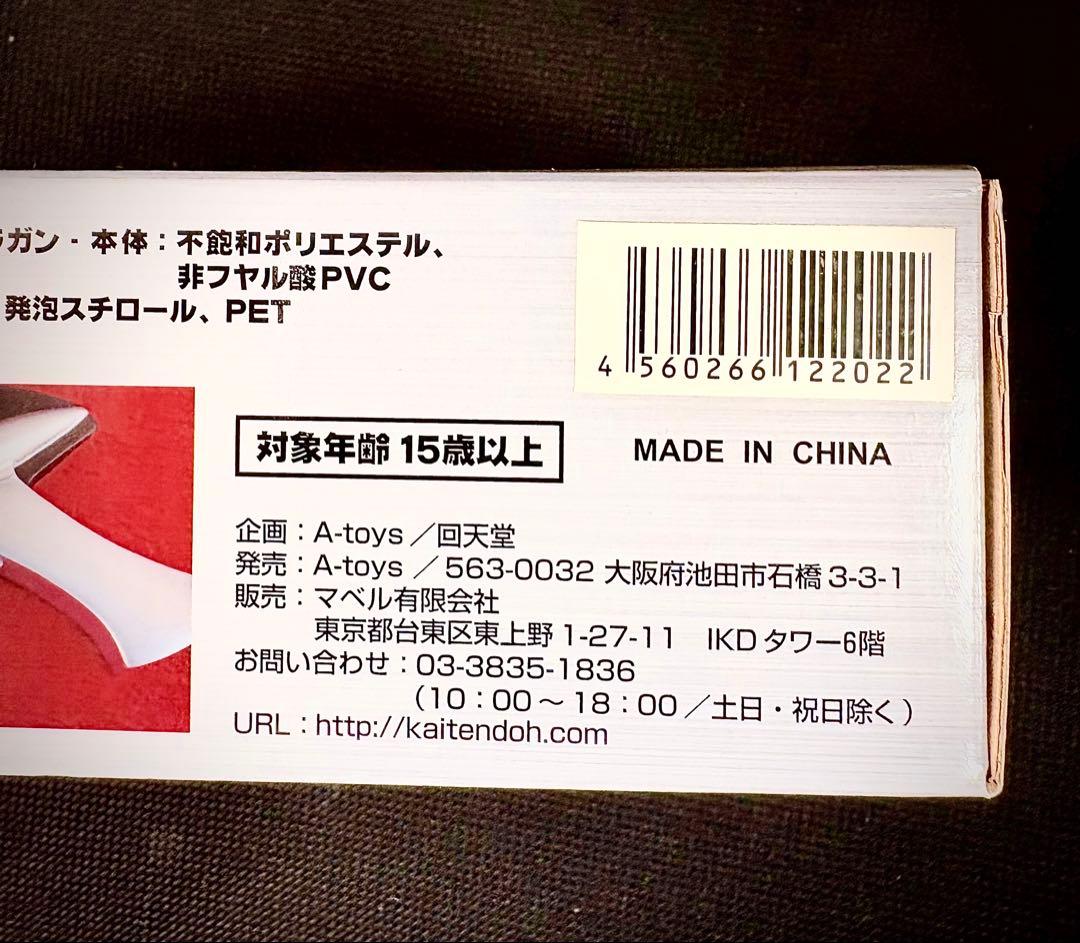 ラガン - 本体：不飽和ポリエステル、
非フヤル酸PVC
発泡スチロール、PET
4 560266 122022
対象年齢 15歳以上
MADE IN CHINA
企画：A-toys ／回天堂
発売：A-toys ／563-0032 大阪府池田市石橋3-3-1
販売：マベル有限会社
東京都台東区東上野1-27-11 IKDタワー6階
お問い合わせ：03-3835-1836
（10：00～18：00／土日・祝日除く）
URL：http://kaitendoh.com